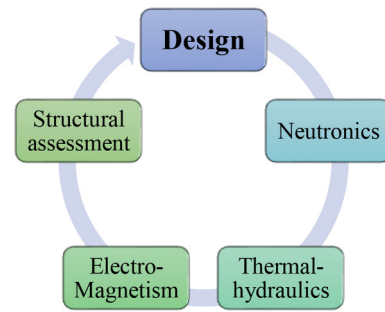 Design
Neutronics
Thermal-
hydraulics
Electro-
Magnetism
Structural
assessment